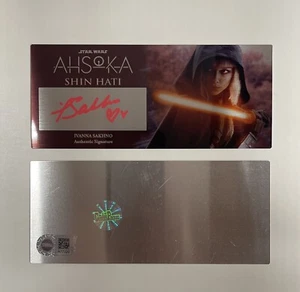 STAR WARS
AHSOKA
SHIN HATI
IVANNA SAKHNO
Authentic Signature